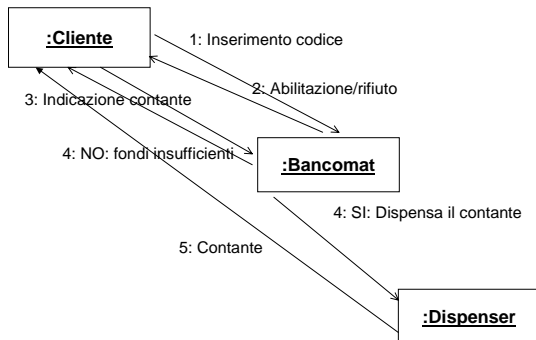 :Cliente
1: Inserimento codice
2: Abilitazione/rifiuto
3: Indicazione contante
4: NO: fondi insufficienti
:Bancomat
4: SI: Dispensa il contante
5: Contante
:Dispenser